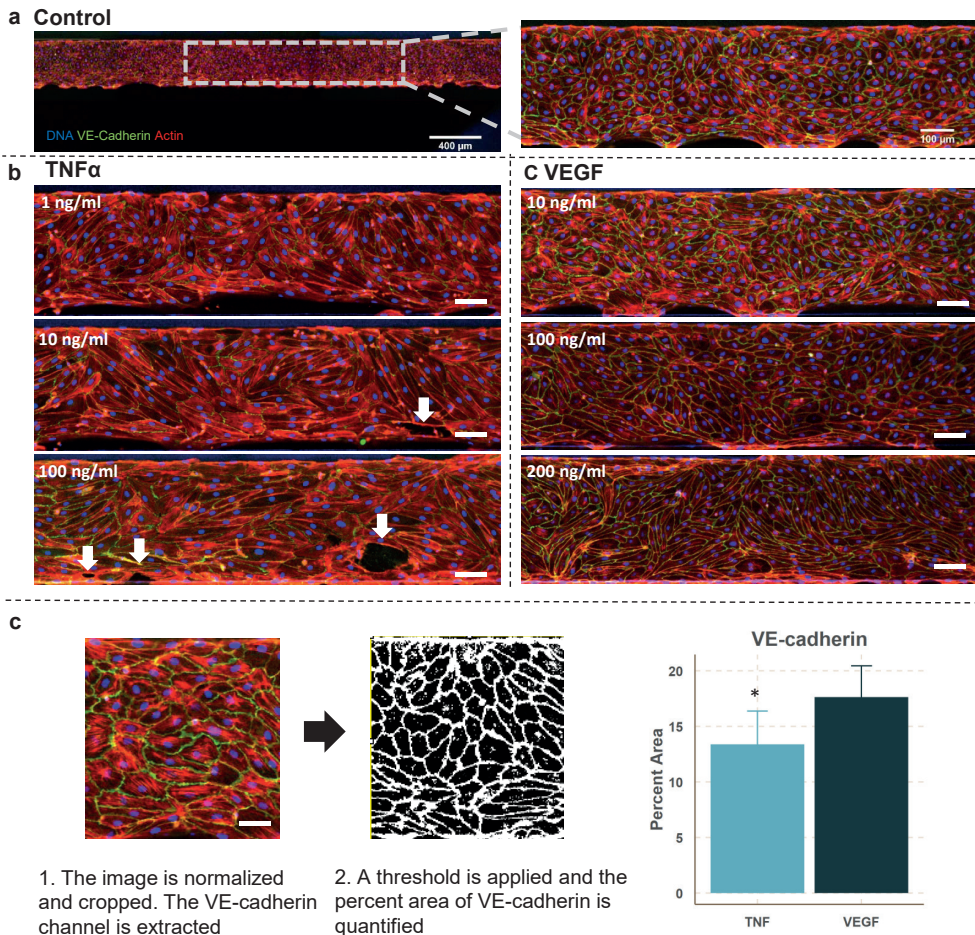 a Control
DNA VE-Cadherin Actin
400 µm
100 µm
b TNFα
1 ng/ml
10 ng/ml
100 ng/ml
C VEGF
10 ng/ml
100 ng/ml
200 ng/ml
c
1. The image is normalized
and cropped. The VE-cadherin
channel is extracted
2. A threshold is applied and the
percent area of VE-cadherin is
quantified
VE-cadherin
Percent Area
20
15
10
5
0
*
TNF
VEGF